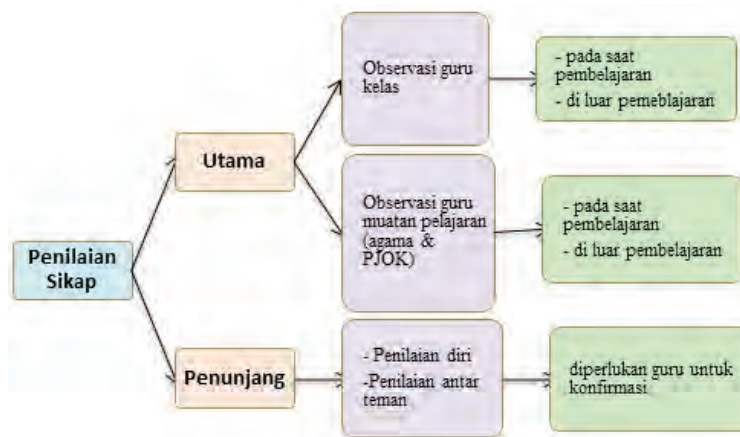 Penilaian
Sikap
Utama
Observasi guru
kelas
- pada saat
pembelajaran
- di luar pemeblajaran
Observasi guru
muatan pelajaran
(agama &
PJOK)
- pada saat
pembelajaran
- di luar pembelajaran
Penunjang
- Penilaian diri
-Penilaian antar
teman
diperlukan guru untuk
konfirmasi